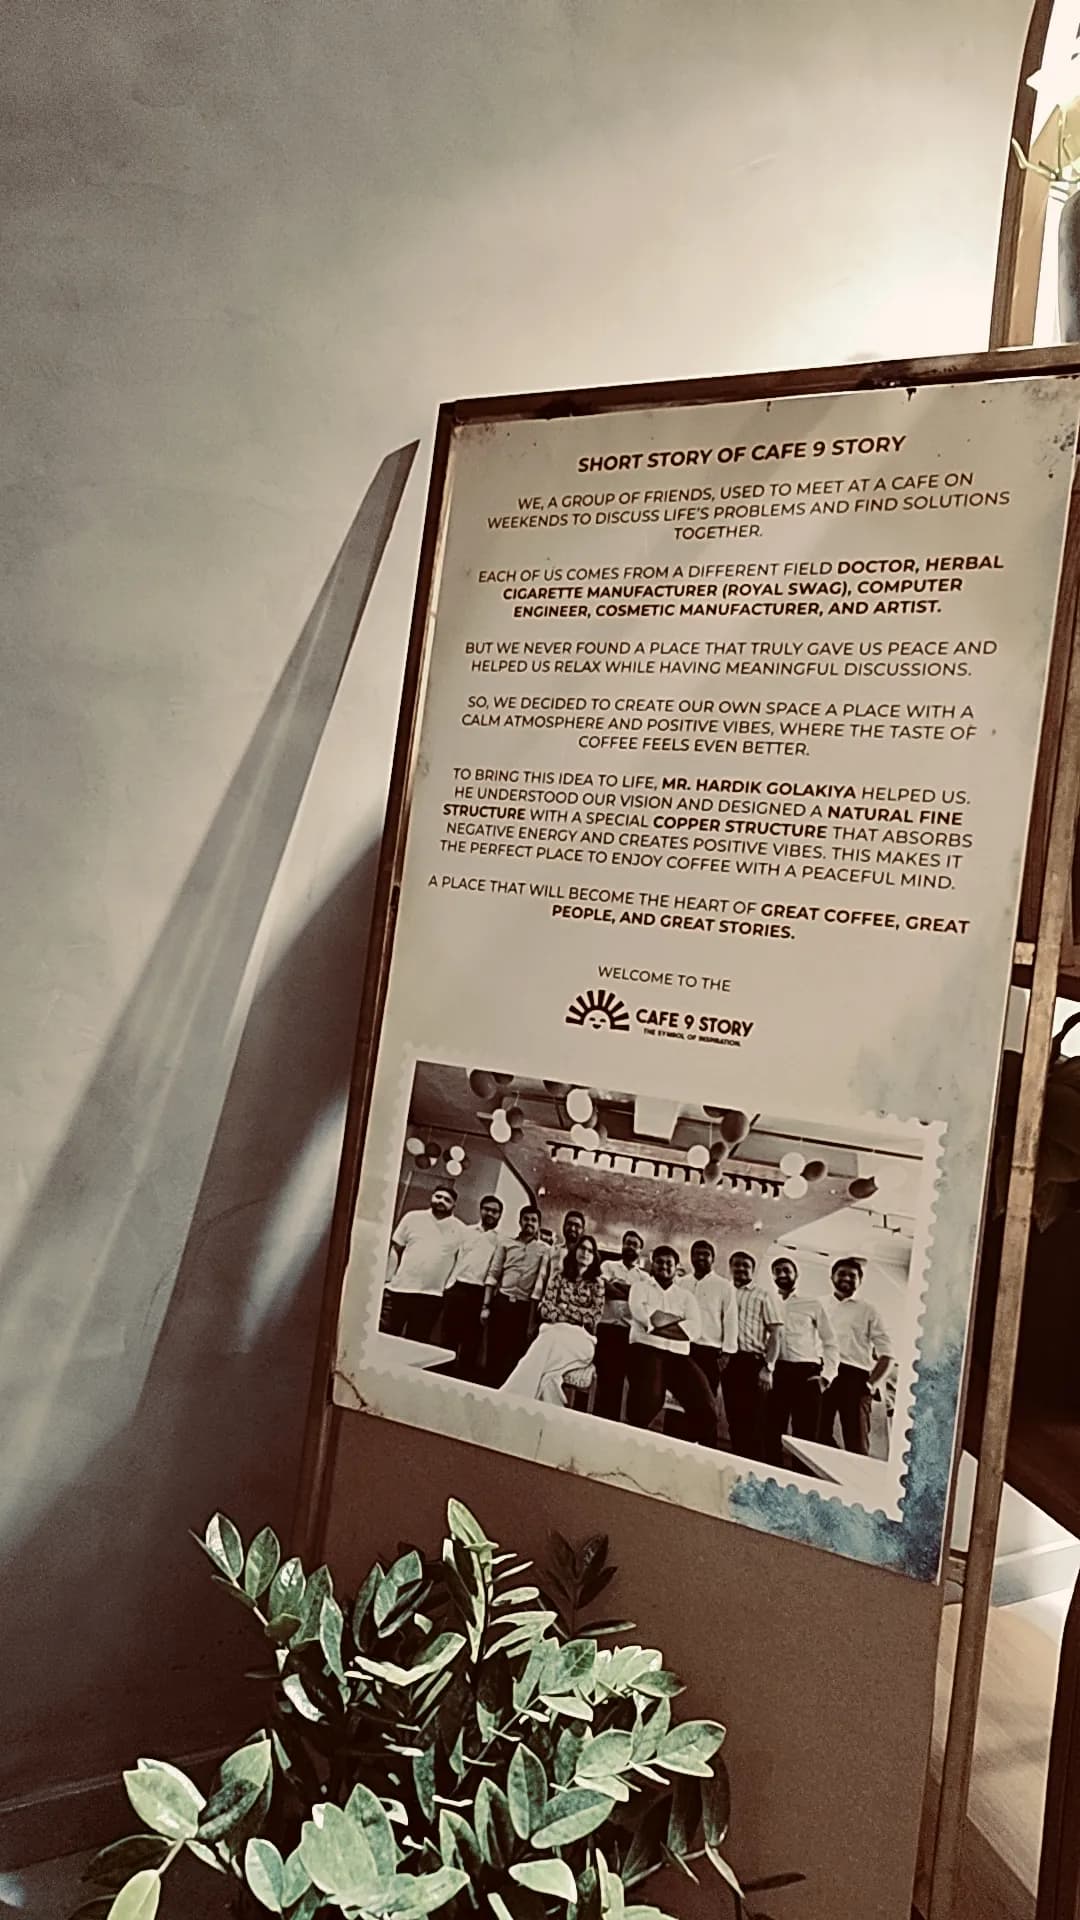 SHORT STORY OF CAFE 9 STORY
WE, A GROUP OF FRIENDS, USED TO MEET AT A CAFE ON
WEEKENDS TO DISCUSS LIFE'S PROBLEMS AND FIND SOLUTIONS
TOGETHER.
EACH OF US COMES FROM A DIFFERENT FIELD DOCTOR, HERBAL
CIGARETTE MANUFACTURER (ROYAL SWAG), COMPUTER
ENGINEER, COSMETIC MANUFACTURER, AND ARTIST.
BUT WE NEVER FOUND A PLACE THAT TRULY GAVE US PEACE AND
HELPED US RELAX WHILE HAVING MEANINGFUL DISCUSSIONS.
SO, WE DECIDED TO CREATE OUR OWN SPACE A PLACE WITH A
CALM ATMOSPHERE AND POSITIVE VIBES, WHERE THE TASTE OF
COFFEE FEELS EVEN BETTER.
TO BRING THIS IDEA TO LIFE, MR. HARDIK GOLAKIYA HELPED US.
HE UNDERSTOOD OUR VISION AND DESIGNED A NATURAL FINE
STRUCTURE WITH A SPECIAL COPPER STRUCTURE THAT ABSORBS
NEGATIVE ENERGY AND CREATES POSITIVE VIBES. THIS MAKES IT
THE PERFECT PLACE TO ENJOY COFFEE WITH A PEACEFUL MIND.
A PLACE THAT WILL BECOME THE HEART OF GREAT COFFEE, GREAT
PEOPLE, AND GREAT STORIES.
WELCOME TO THE
CAFE 9 STORY
THE SYMBOL OF INSPIRATION